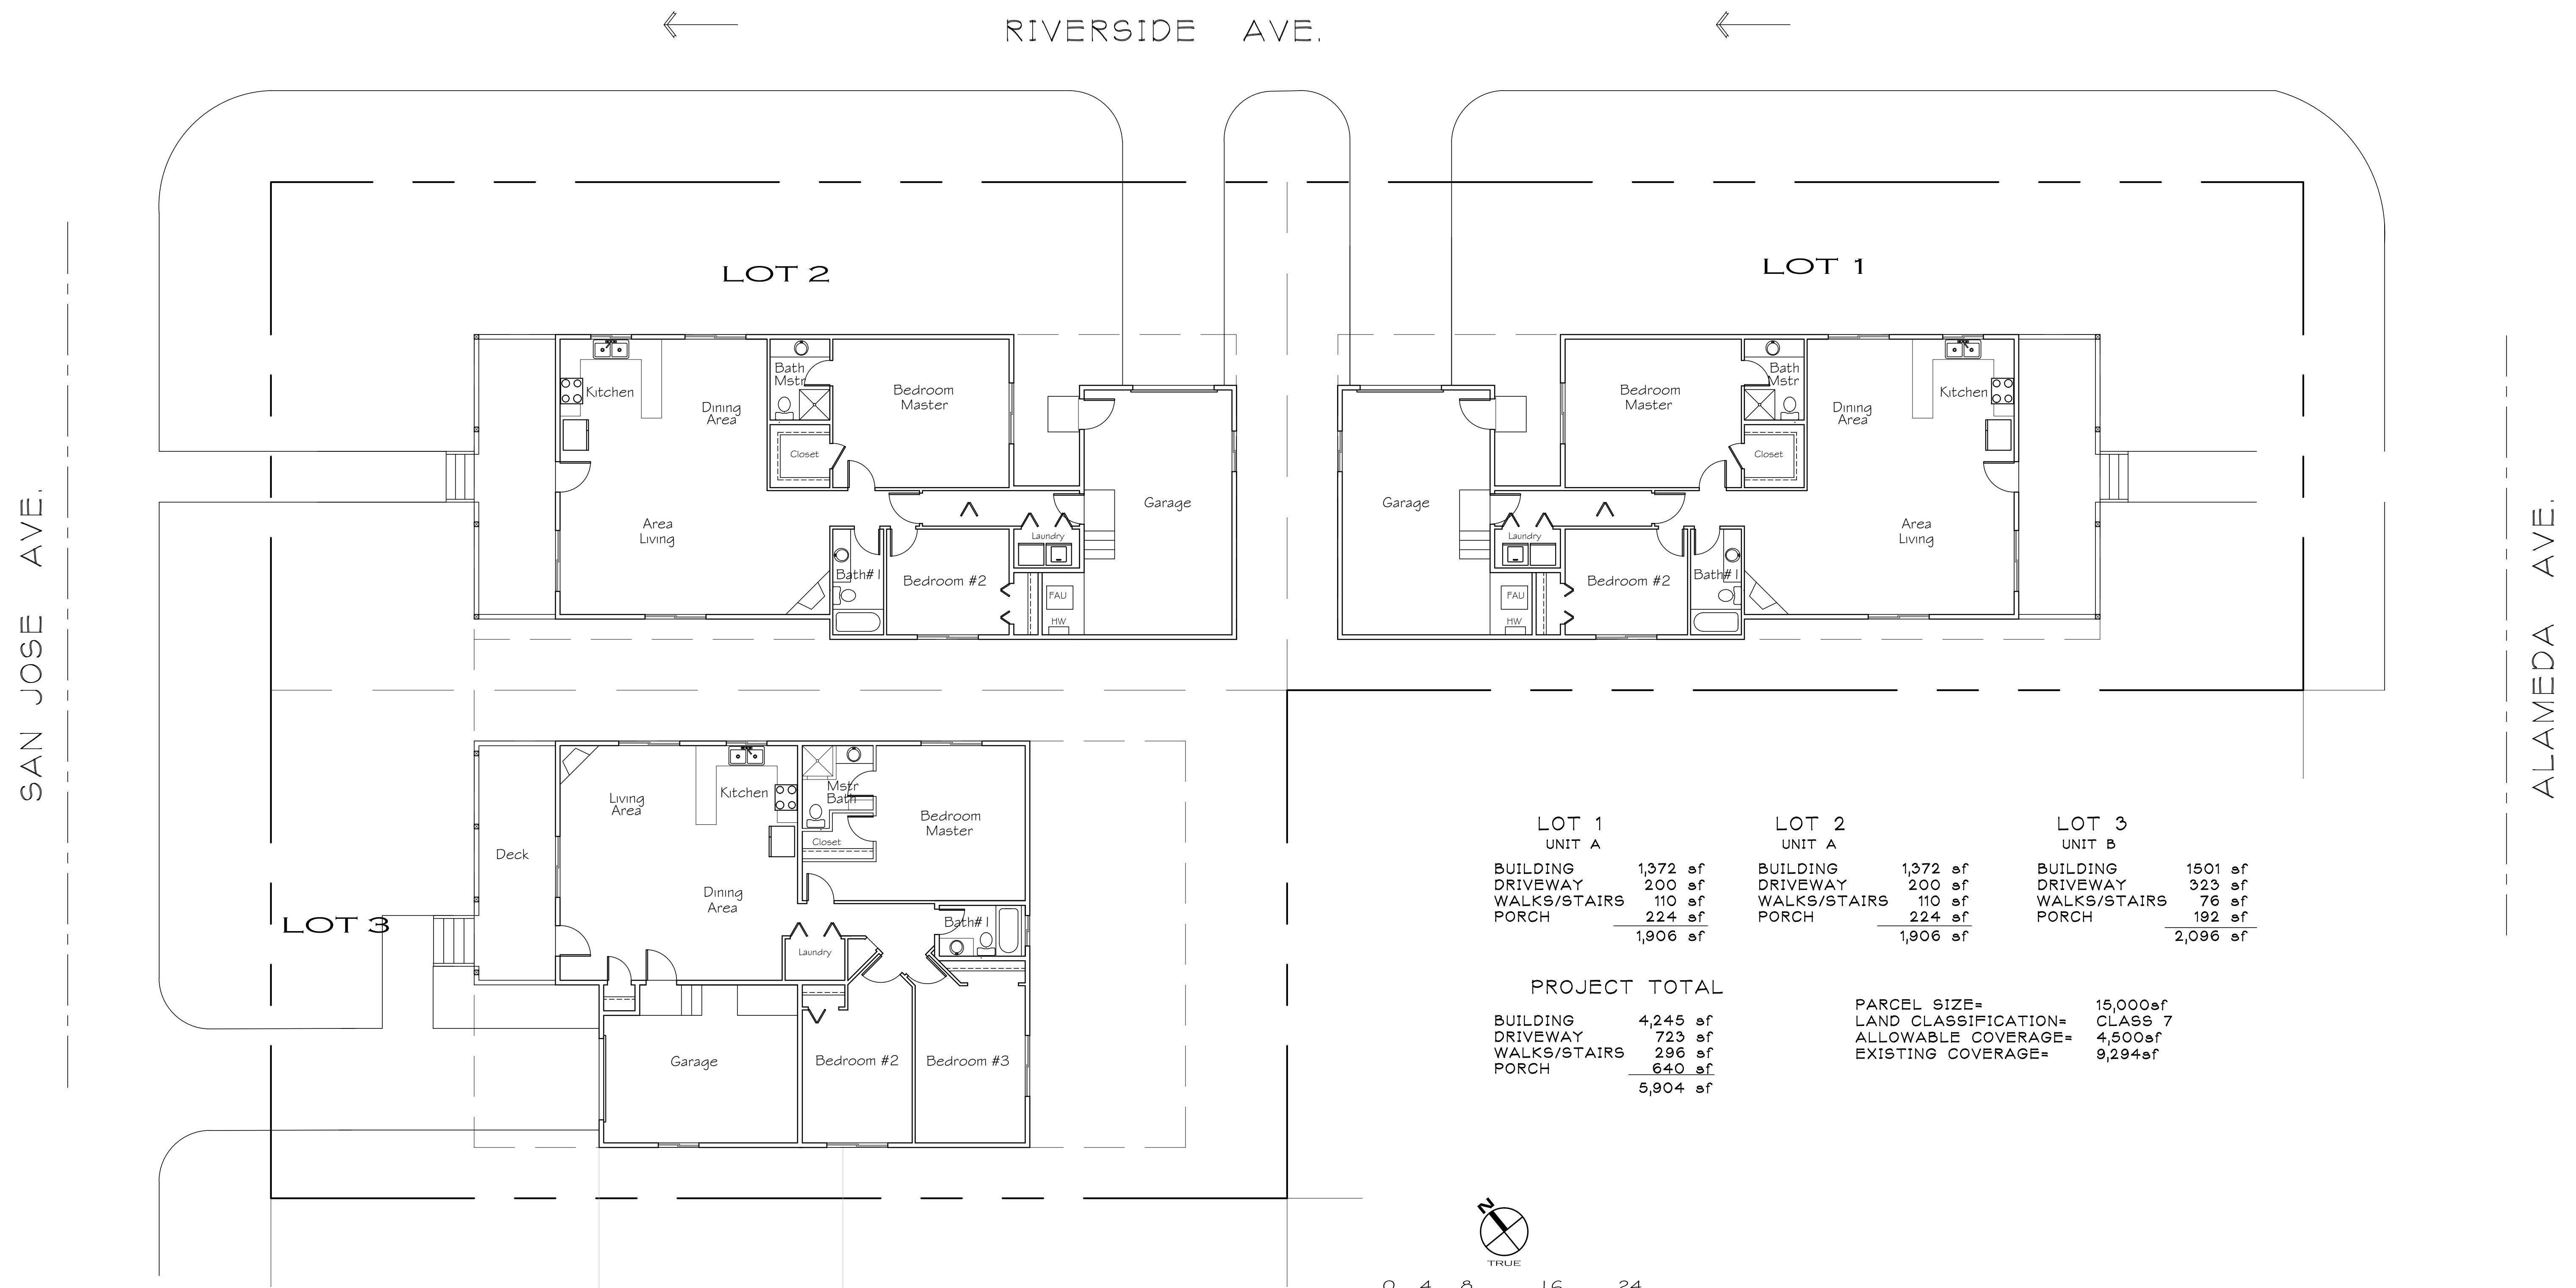 RIVERSIDE AVE.
SAN JOSE AVE.
ALAMEDA AVE.
LOT 2
Kitchen
Dining
Area
Bath
Mstr
Closet
Bedroom
Master
Area
Living
Bath#1
Bedroom #2
Laundry
FAU
HW
Garage
LOT 1
Garage
Bedroom
Master
Bath
Mstr
Closet
Dining
Area
Kitchen
Laundry
FAU
HW
Bedroom #2
Bath#1
Area
Living
LOT 3
Deck
Living
Area
Kitchen
Dining
Area
Mstr
Bath
Closet
Bedroom
Master
Bath#1
Laundry
Garage
Bedroom #2
Bedroom #3
LOT 1
UNIT A
BUILDING 1,372 sf
DRIVEWAY 200 sf
WALKS/STAIRS 110 sf
PORCH 224 sf
1,906 sf
LOT 2
UNIT A
BUILDING 1,372 sf
DRIVEWAY 200 sf
WALKS/STAIRS 110 sf
PORCH 224 sf
1,906 sf
LOT 3
UNIT B
BUILDING 1501 sf
DRIVEWAY 323 sf
WALKS/STAIRS 76 sf
PORCH 192 sf
2,096 sf
PROJECT TOTAL
BUILDING 4,245 sf
DRIVEWAY 723 sf
WALKS/STAIRS 296 sf
PORCH 640 sf
5,904 sf
PARCEL SIZE= 15,000sf
LAND CLASSIFICATION= CLASS 7
ALLOWABLE COVERAGE= 4,500sf
EXISTING COVERAGE= 9,294sf
N
TRUE
0 4 8 16 24